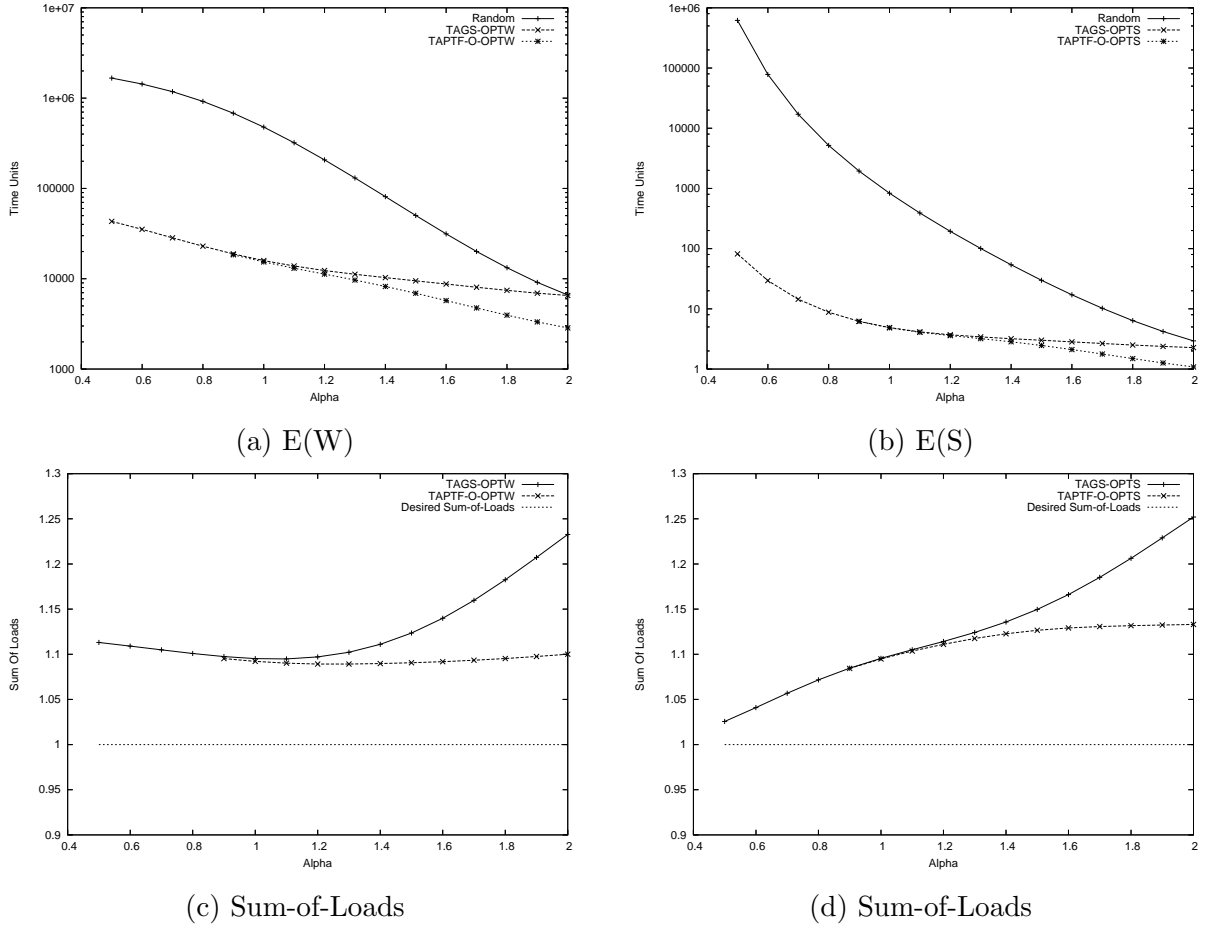 1e+07
1e+06
100000
10000
1000
Time Units
0.4 0.6 0.8 1 1.2 1.4 1.6 1.8 2
Alpha
Random
TAGS-OPTW
TAPTF-O-OPTW
(a) E(W)
1e+06
100000
10000
1000
100
10
1
Time Units
0.4 0.6 0.8 1 1.2 1.4 1.6 1.8 2
Alpha
Random
TAGS-OPTS
TAPTF-O-OPTS
(b) E(S)
1.3
1.25
1.2
1.15
1.1
1.05
1
0.95
0.9
Sum Of Loads
0.4 0.6 0.8 1 1.2 1.4 1.6 1.8 2
Alpha
TAGS-OPTW
TAPTF-O-OPTW
Desired Sum-of-Loads
(c) Sum-of-Loads
1.3
1.25
1.2
1.15
1.1
1.05
1
0.95
0.9
Sum Of Loads
0.4 0.6 0.8 1 1.2 1.4 1.6 1.8 2
Alpha
TAGS-OPTS
TAPTF-O-OPTS
Desired Sum-of-Loads
(d) Sum-of-Loads